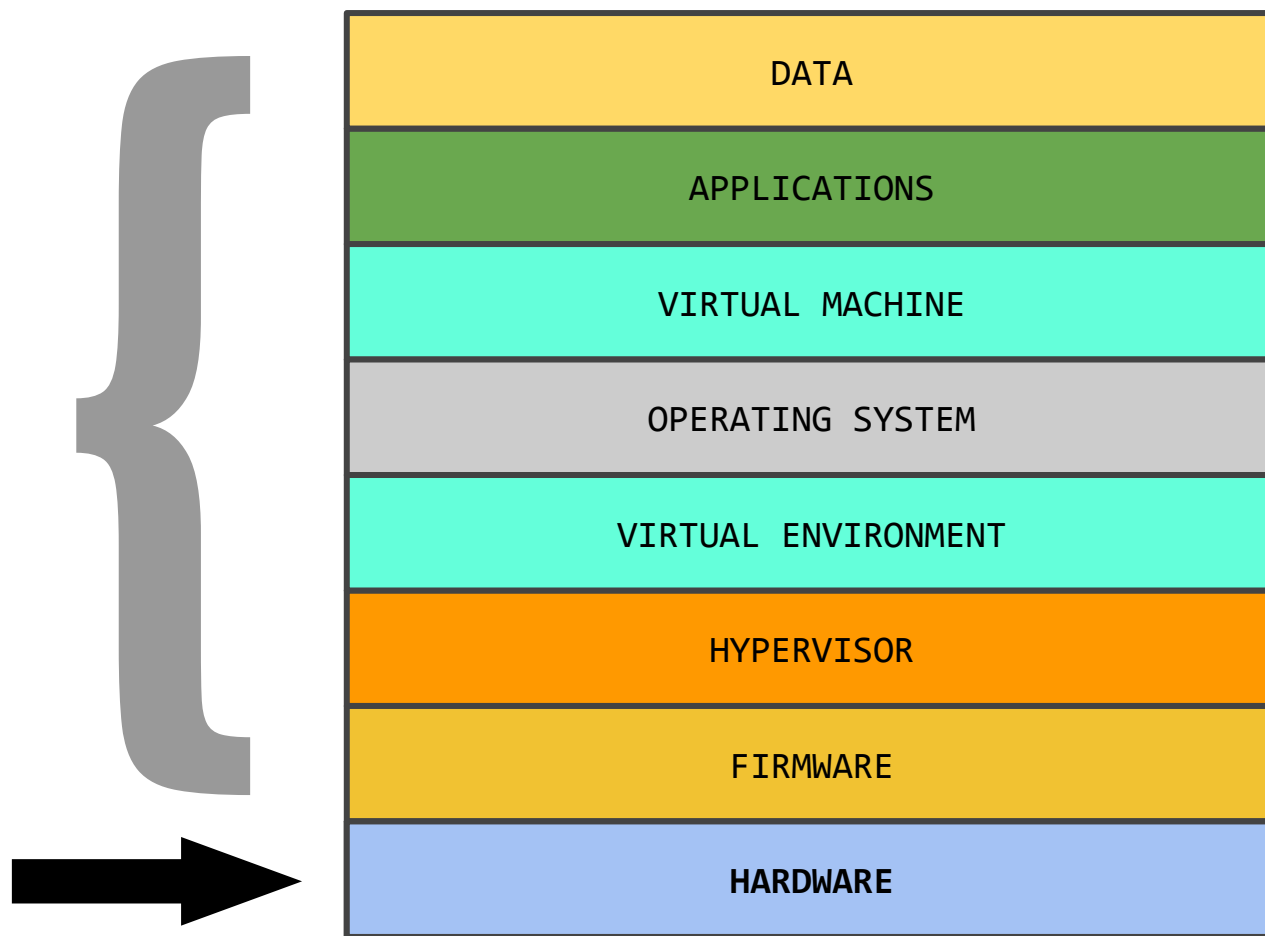 DATA
APPLICATIONS
VIRTUAL MACHINE
OPERATING SYSTEM
VIRTUAL ENVIRONMENT
HYPERVISOR
FIRMWARE
HARDWARE